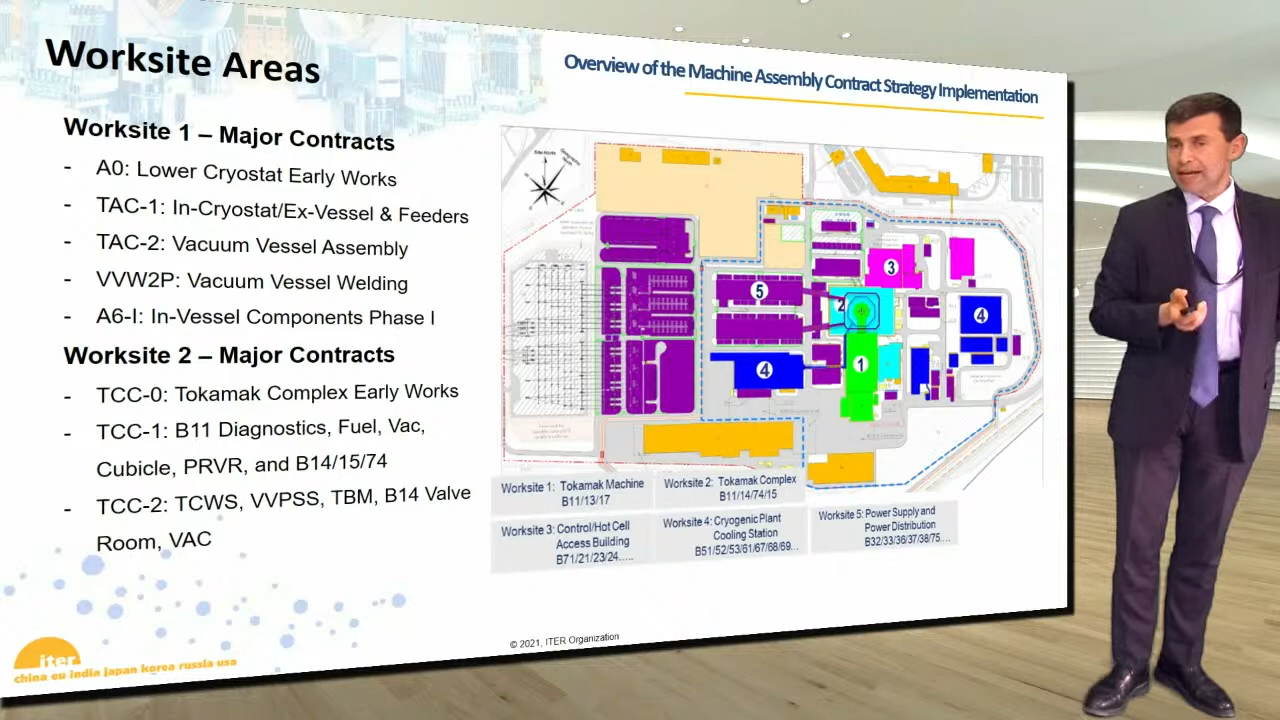 Worksite Areas
Overview of the Machine Assembly Contract Strategy Implementation
Worksite 1 – Major Contracts
- A0: Lower Cryostat Early Works
- TAC-1: In-Cryostat/Ex-Vessel & Feeders
- TAC-2: Vacuum Vessel Assembly
- VVW2P: Vacuum Vessel Welding
- A6-I: In-Vessel Components Phase I
Worksite 2 – Major Contracts
- TCC-0: Tokamak Complex Early Works
- TCC-1: B11 Diagnostics, Fuel, Vac,
Cubicle, PRVR, and B14/15/74
- TCC-2: TCWS, VVPSS, TBM, B14 Valve
Room, VAC
3
5
2
4
4
1
Worksite 1: Tokamak Machine
B11/13/17
Worksite 2: Tokamak Complex
B11/14/74/15
Worksite 3: Control/Hot Cell
Access Building
B71/21/23/24.....
Worksite 4: Cryogenic Plant
Cooling Station
B51/52/53/61/67/68/69...
Worksite 5: Power Supply and
Power Distribution
B32/33/36/37/38/75....
© 2021, ITER Organization
iter
china eu india japan korea russia usa